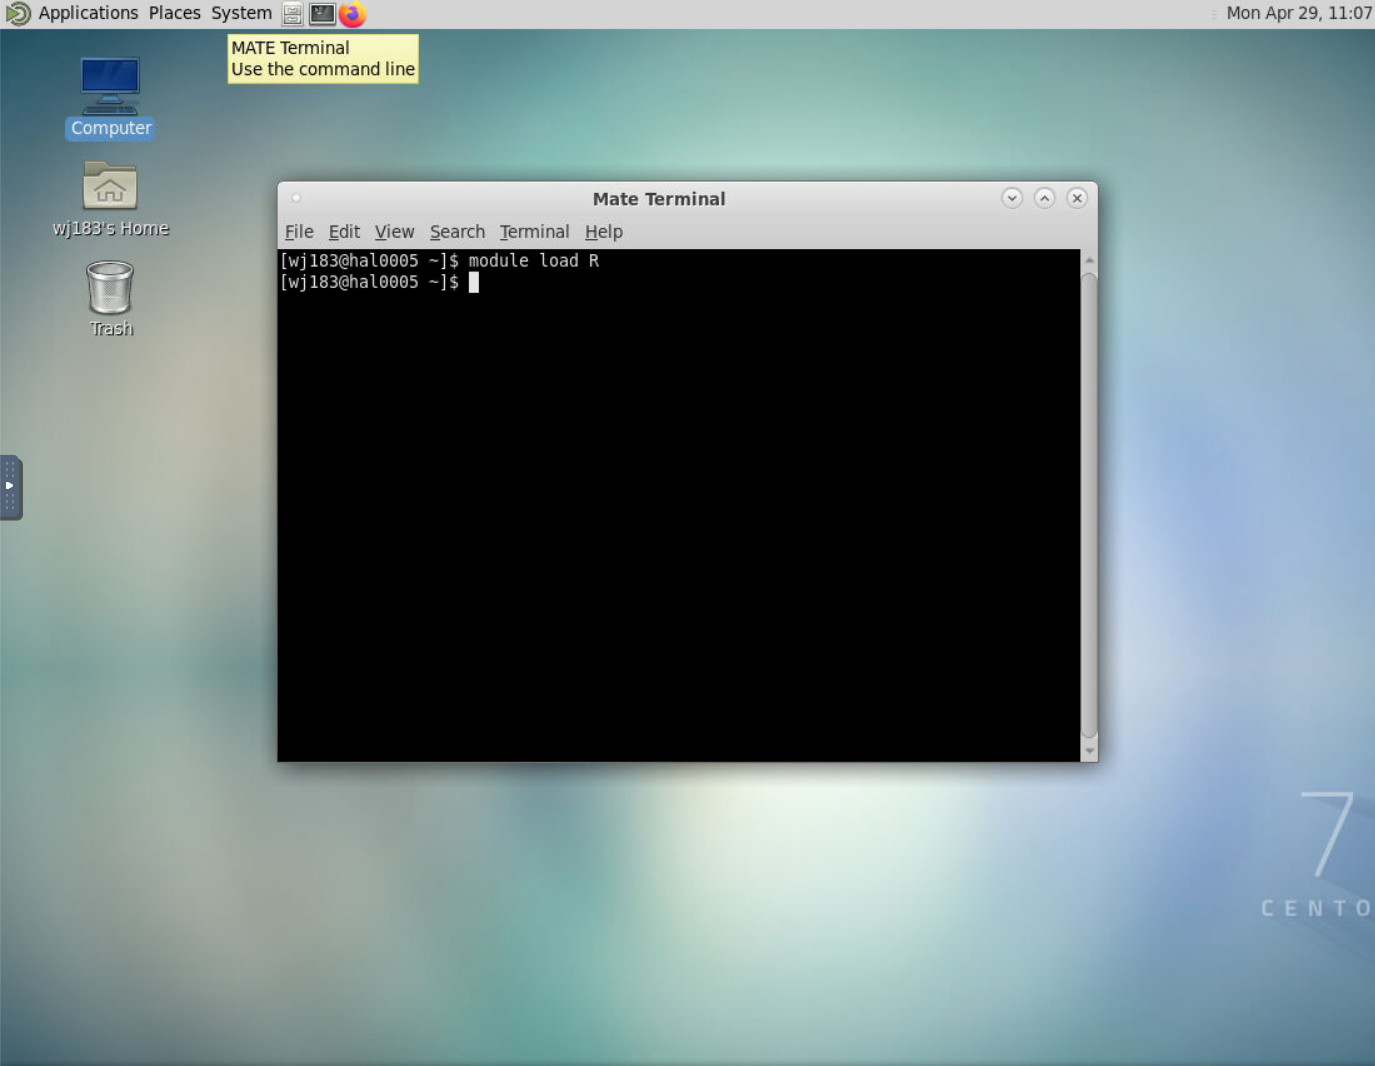 Applications Places System
Mon Apr 29, 11:07
MATE Terminal
Use the command line
Computer
wj183's Home
Trash
Mate Terminal
File Edit View Search Terminal Help
[wj183@hal0005 ~]$ module load R
[wj183@hal0005 ~]$
7
CENTO